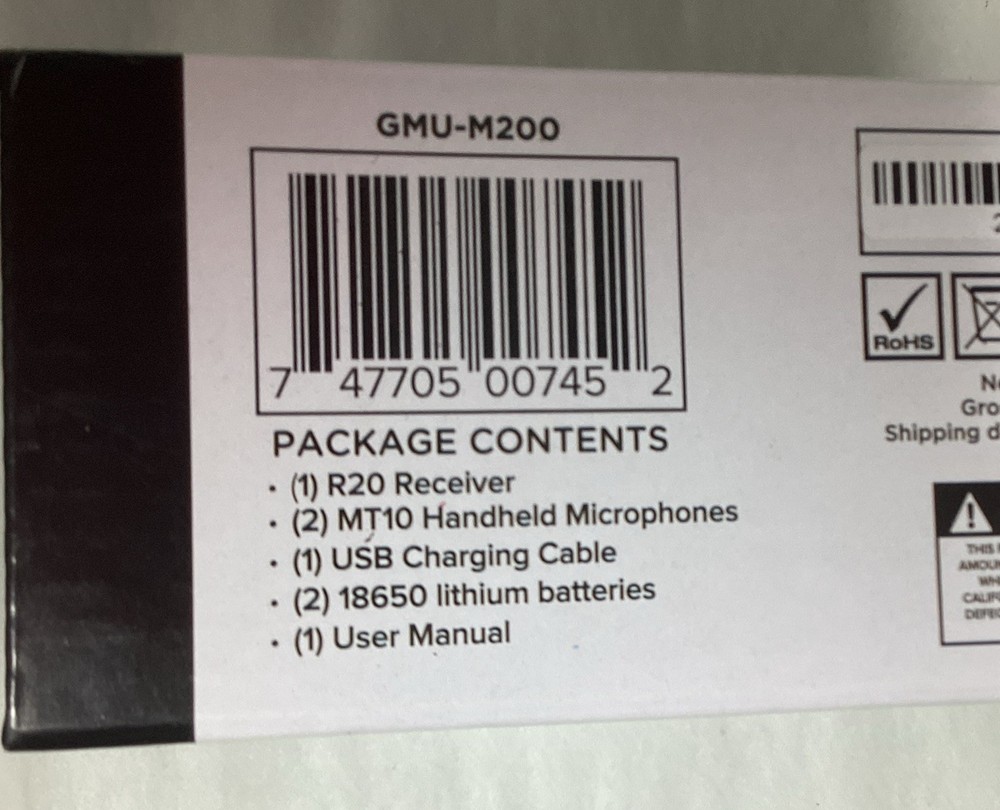 GMU-M200
7 47705 00745 2
PACKAGE CONTENTS
• (1) R20 Receiver
• (2) MT10 Handheld Microphones
• (1) USB Charging Cable
• (2) 18650 lithium batteries
• (1) User Manual
RoHS
Shipping
THIS